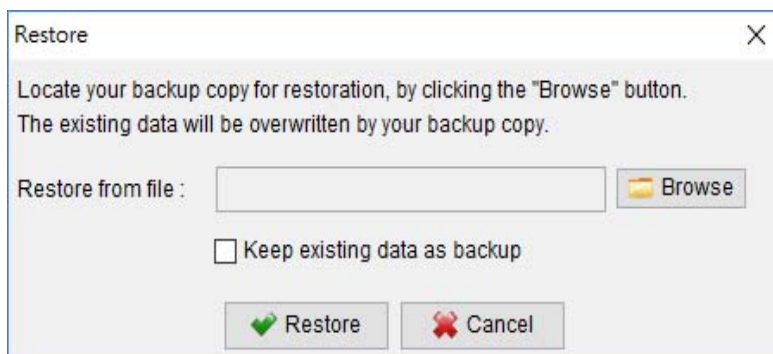 Restore
Locate your backup copy for restoration, by clicking the "Browse" button.
The existing data will be overwritten by your backup copy.
Restore from file :
Browse
Keep existing data as backup
Restore
Cancel